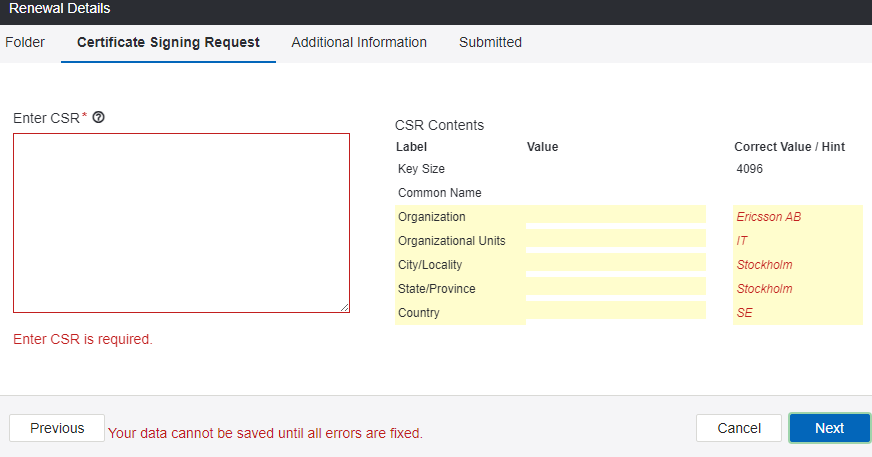 Renewal Details
Folder Certificate Signing Request Additional Information Submitted
Enter CSR*
CSR Contents
Label Value Correct Value / Hint
Key Size 4096
Common Name
Organization Ericsson AB
Organizational Units IT
City/Locality Stockholm
State/Province Stockholm
Country SE
Enter CSR is required.
Previous Your data cannot be saved until all errors are fixed. Cancel Next